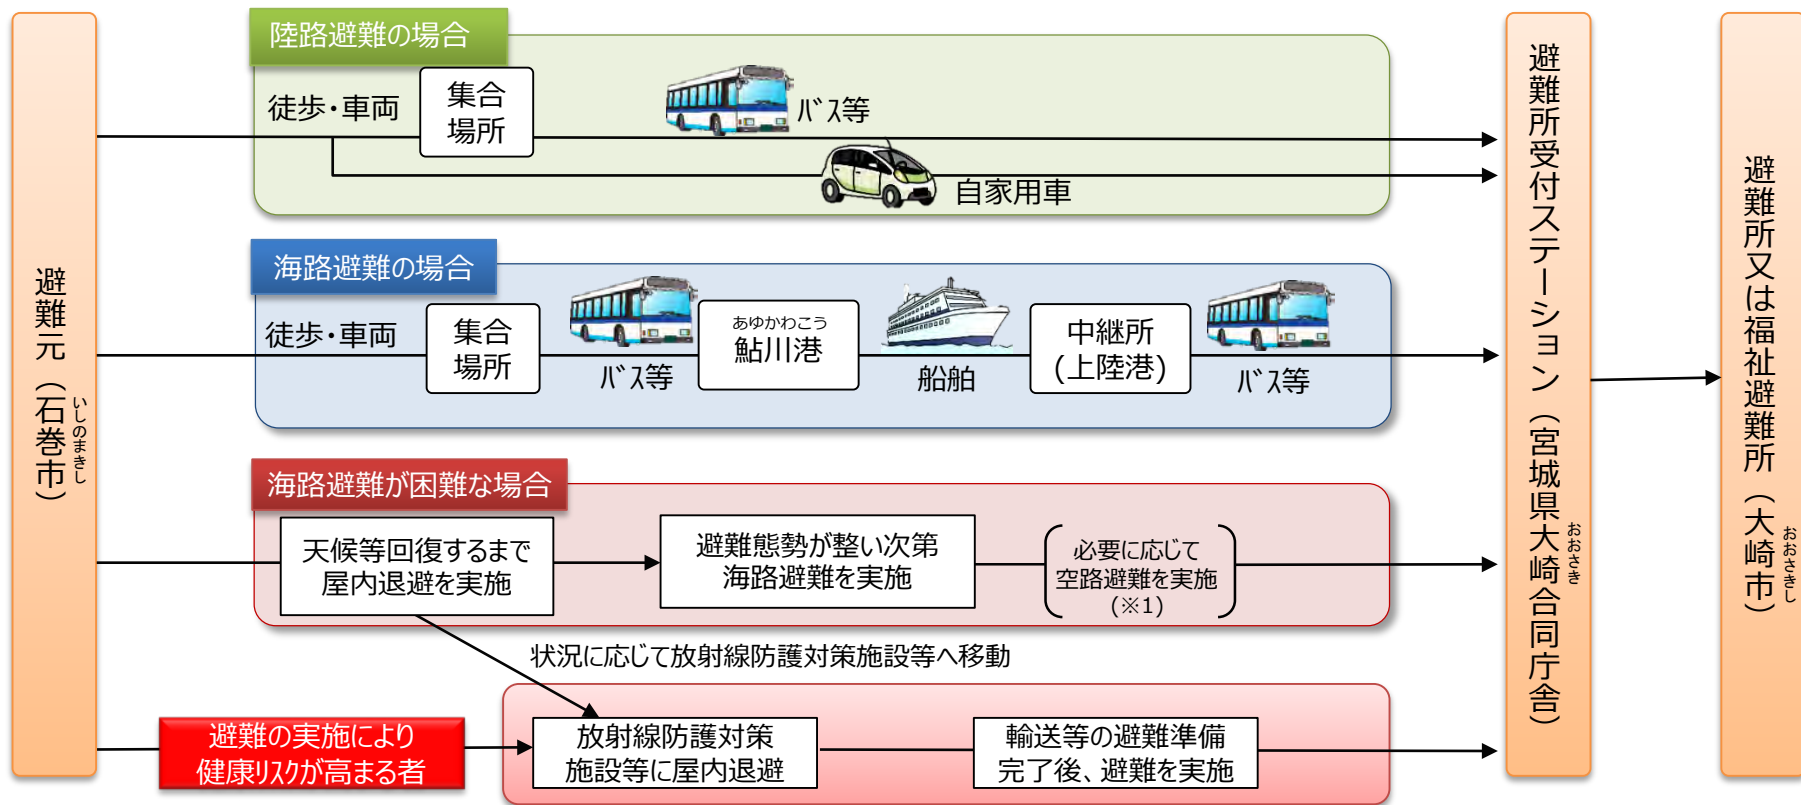 避難元（石巻市）
いしのまきし
陸路避難の場合
徒歩・車両
集合
場所
バス等
自家用車
海路避難の場合
徒歩・車両
集合
場所
バス等
あゆかわこう
鮎川港
船舶
中継所
(上陸港)
バス等
海路避難が困難な場合
天候等回復するまで
屋内退避を実施
避難態勢が整い次第
海路避難を実施
必要に応じて
空路避難を実施
(※1)
状況に応じて放射線防護対策施設等へ移動
避難の実施により
健康リスクが高まる者
放射線防護対策
施設等に屋内退避
輸送等の避難準備
完了後、避難を実施
避難所受付ステーション（宮城県大崎合同庁舎）
おおさき
避難所又は福祉避難所（大崎市）
おおさきし